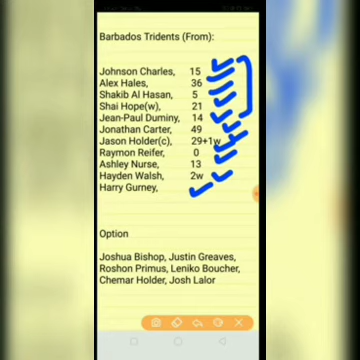 Barbados Tridents (From):
Johnson Charles, 15
Alex Hales, 36
Shakib Al Hasan, 5
Shai Hope(w), 21
Jean-Paul Duminy, 14
Jonathan Carter, 49
Jason Holder(c), 29+1w
Raymon Reifer, 0
Ashley Nurse, 13
Hayden Walsh, 2w
Harry Gurney,
Option
Joshua Bishop, Justin Greaves,
Roshon Primus, Leniko Boucher,
Chemar Holder, Josh Lalor